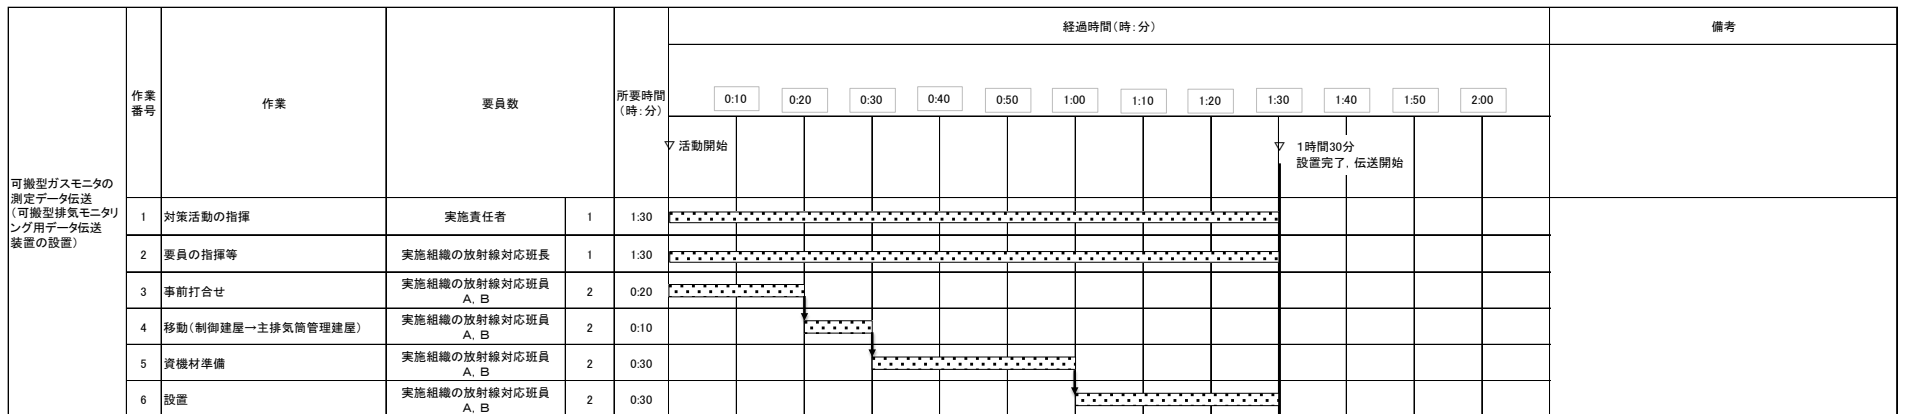 経過時間(時:分)
備考
作業
番号
作業
要員数
所要時間
(時:分)
0:10
0:20
0:30
0:40
0:50
1:00
1:10
1:20
1:30
1:40
1:50
2:00
▽活動開始
▽ 1時間30分
設置完了,伝送開始
可搬型ガスモニタの
測定データ伝送
(可搬型排気モニタリ
ング用データ伝送
装置の設置)
1 対策活動の指揮 実施責任者 1 1:30
2 要員の指揮等 実施組織の放射線対応班長 1 1:30
3 事前打合せ 実施組織の放射線対応班員 2 0:20
A,B
4 移動(制御建屋→主排気筒管理建屋) 実施組織の放射線対応班員 2 0:10
A,B
5 資機材準備 実施組織の放射線対応班員 2 0:30
A,B
6 設置 実施組織の放射線対応班員 2 0:30
A,B